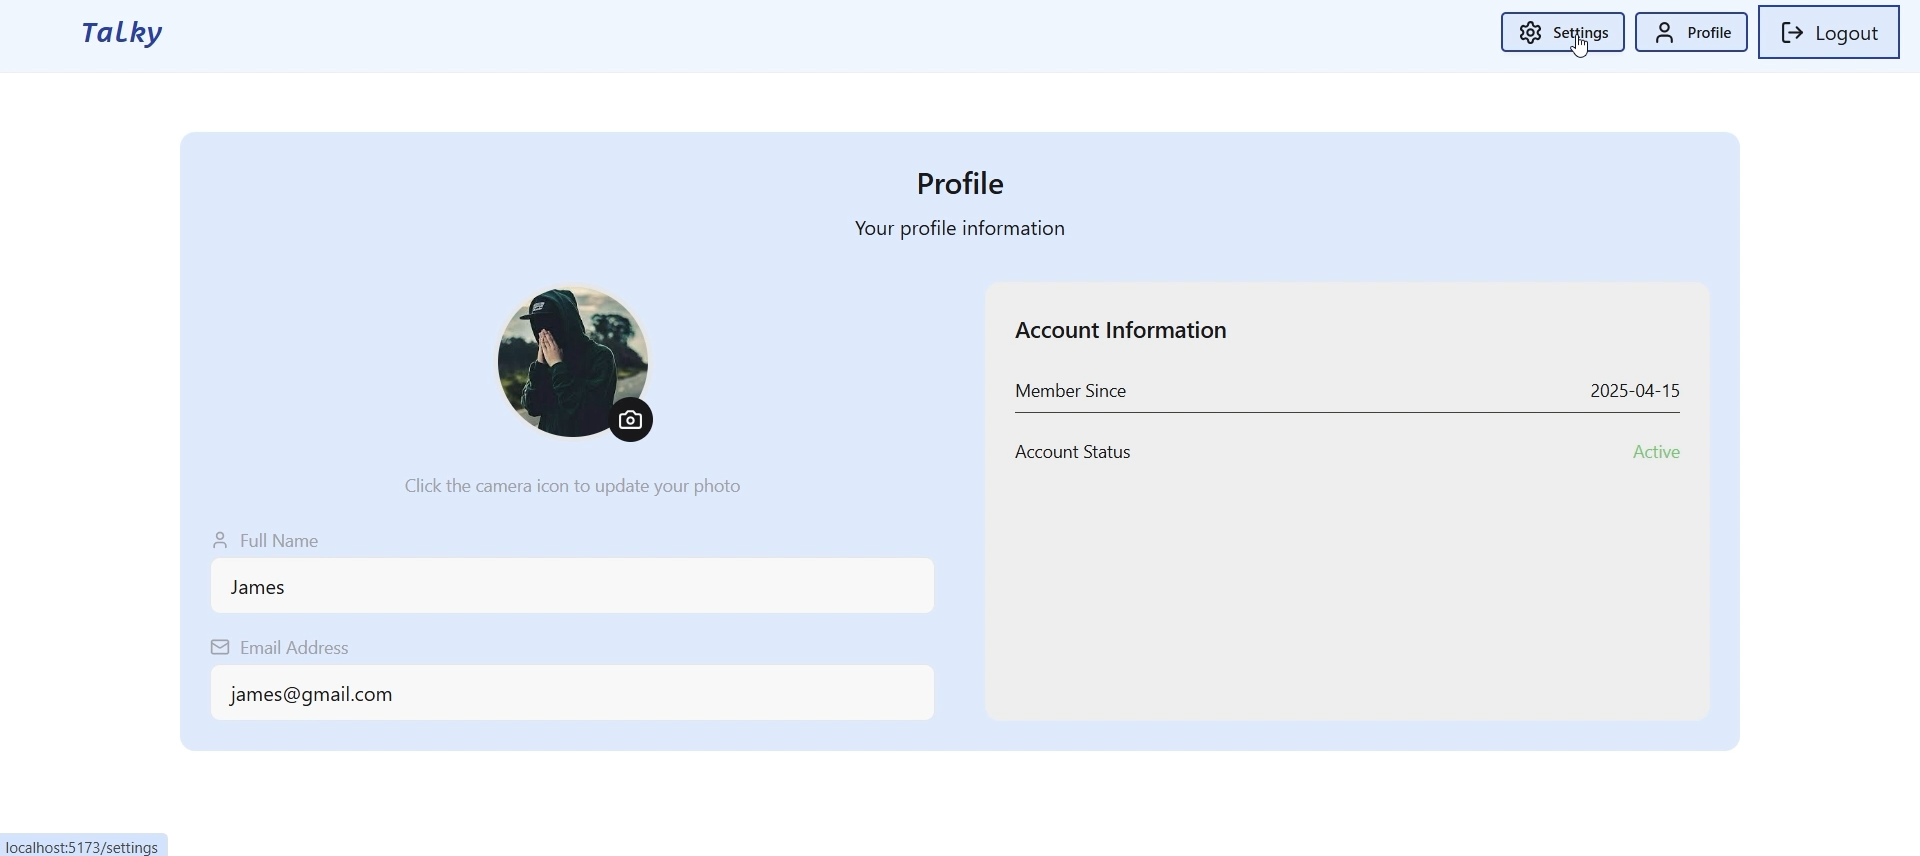 Talky
Settings
Profile
Logout
Profile
Your profile information
Account Information
Member Since
2025-04-15
Account Status
Active
Click the camera icon to update your photo
Full Name
James
Email Address
james@gmail.com
localhost:5173/settings